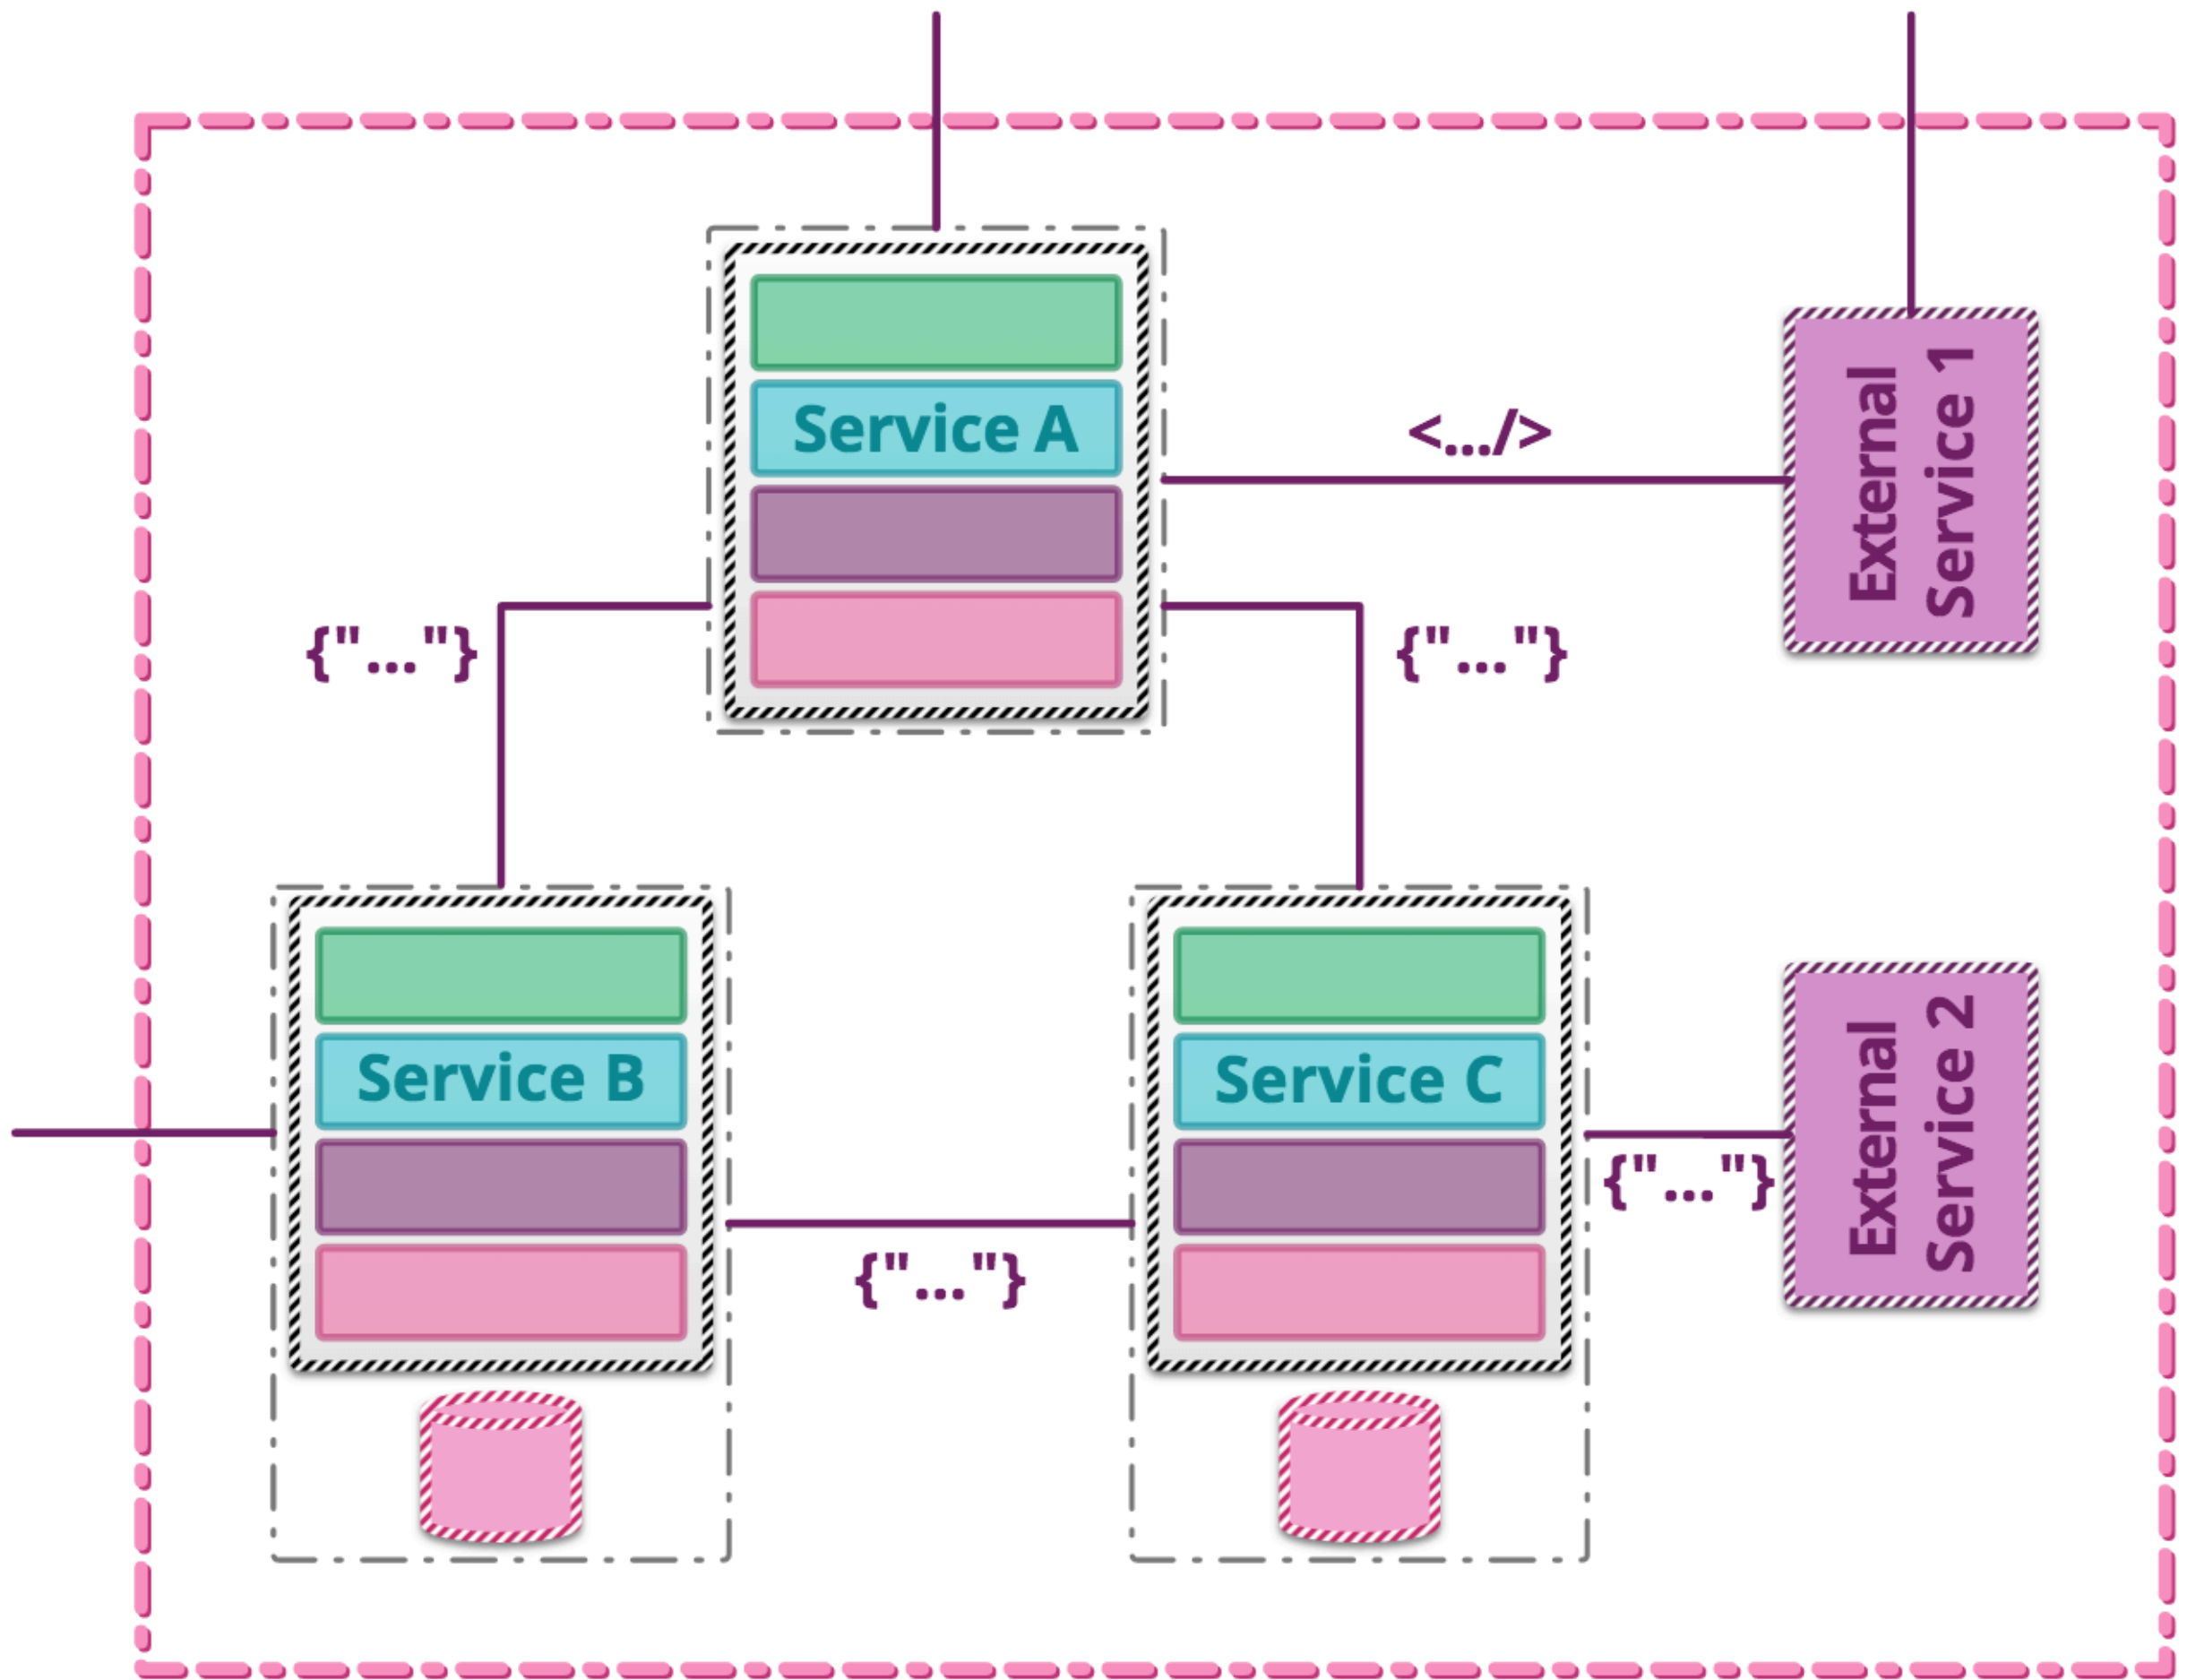 Service A
<.../>
External
Service 1
{"..."}
{"..."}
Service B
Service C
External
Service 2
{"..."}
{"..."}